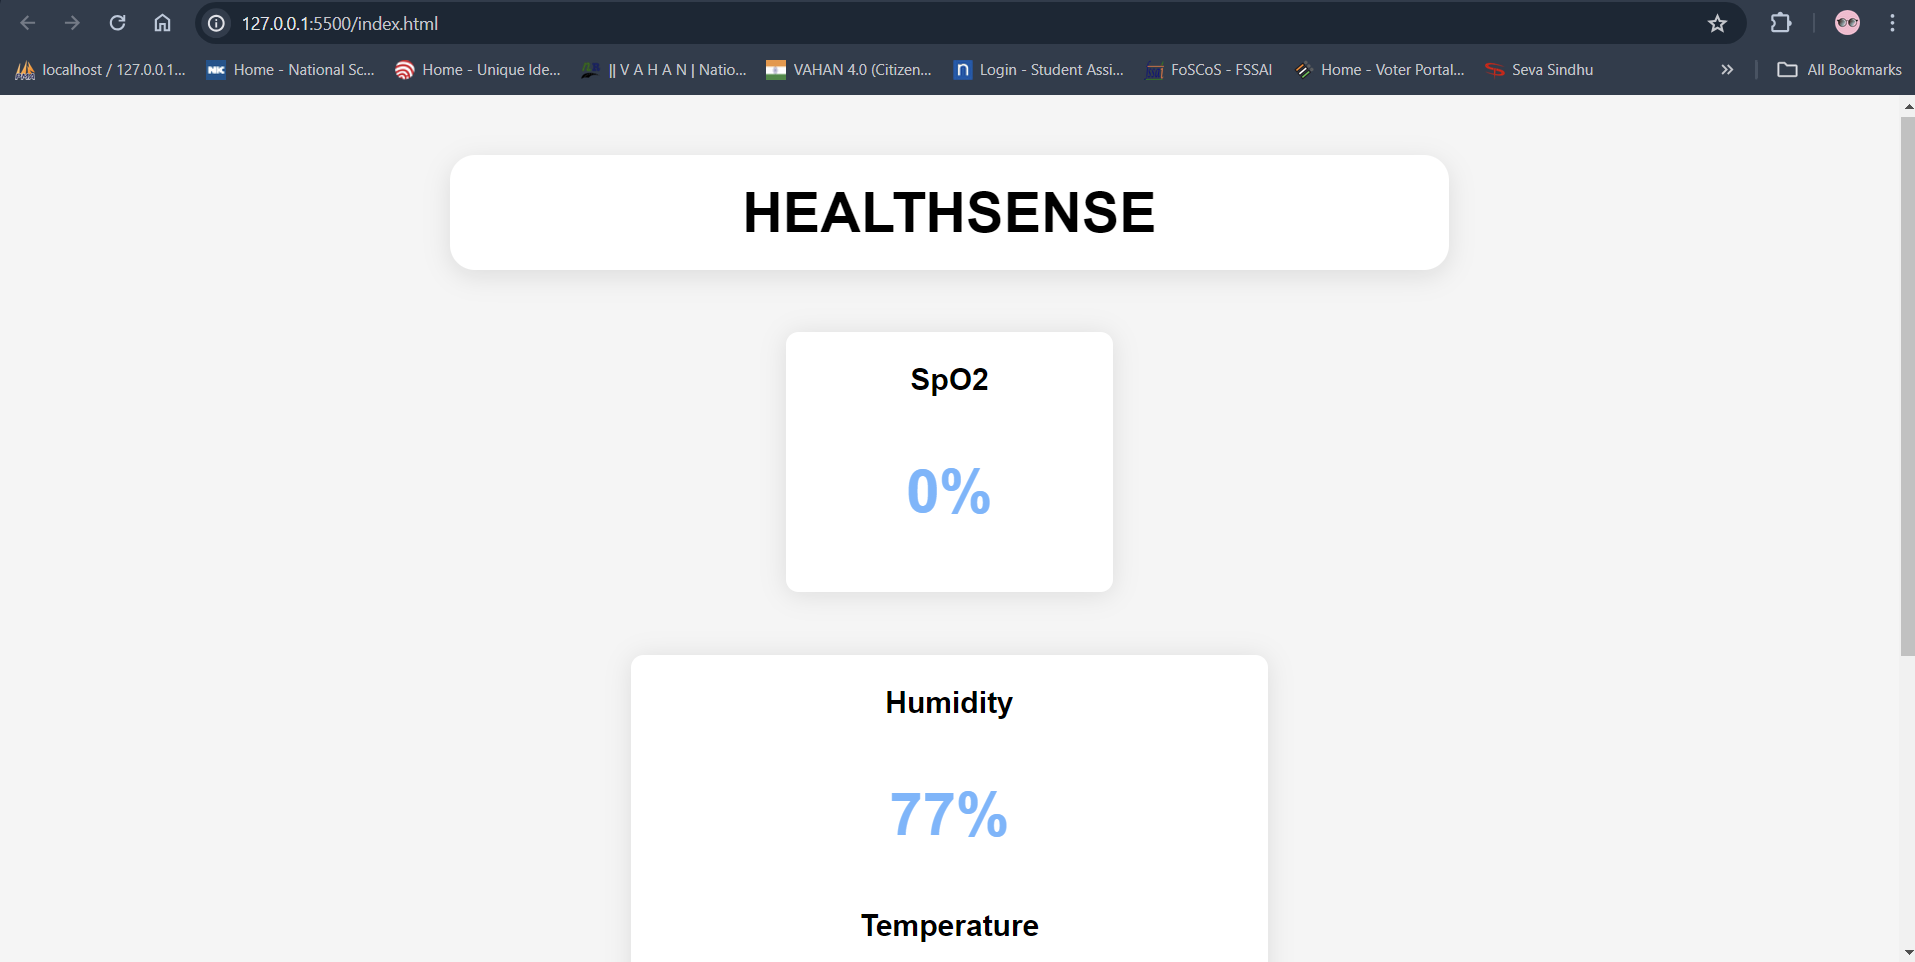 127.0.0.1:5500/index.html
localhost / 127.0.0.1... NK Home - National Sc... Home - Unique Ide... || V A H A N | Natio... VAHAN 4.0 (Citizen... n Login - Student Assi... FoSCoS - FSSAI Home - Voter Portal... Seva Sindhu » All Bookmarks
HEALTHSENSE
SpO2
0%
Humidity
77%
Temperature